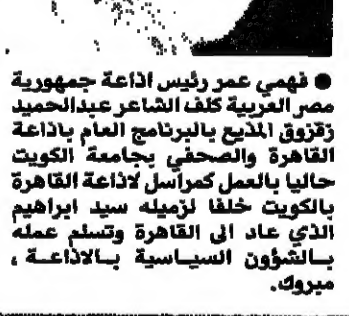 ● فهمي عمر رئيس اذاعة جمهورية
مصر العربية كلف الشاعر عبدالحميد
زقزوق المذيع بالبرنامج العام باذاعة
القاهرة والصحفي بجامعة الكويت
حاليا بالعمل كمراسل لاذاعة القاهرة
بالكويت خلفا لزميله سيد ابراهيم
الذي عاد الى القاهرة وتسلم عمله
بالشؤون السياسية بالاذاعة ،
مبروك.